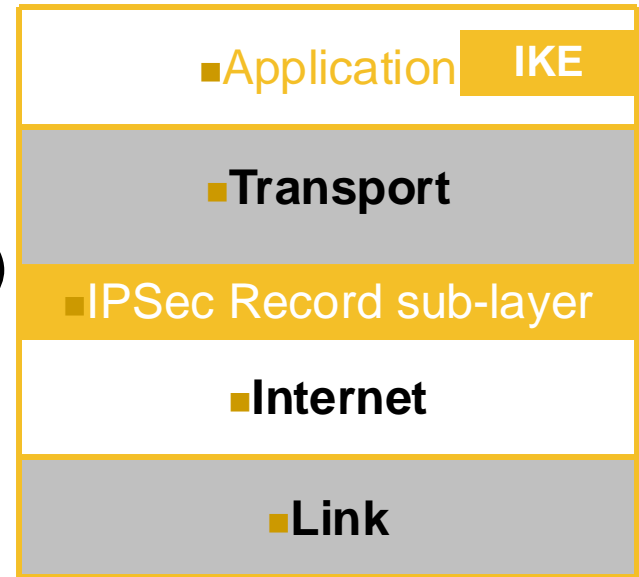 ▪Application IKE
▪Transport
)
▪IPSec Record sub-layer
▪Internet
▪Link